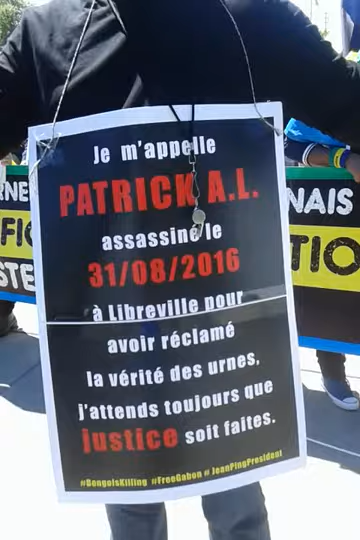 Je m'appelle
PATRICK A.L.
assassiné le
31/08/2016
à Libreville pour
avoir réclamé
la vérité des urnes,
j'attends toujours que
justice soit faites.
#BongoIsKilling #FreeGabon # JeanPingPresident
NAIS
TIO